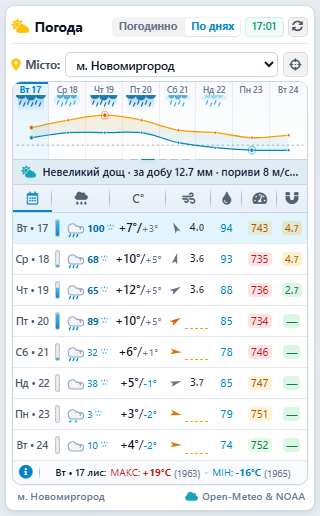 Погода Погодинно По днях 17:01
Місто: м. Новомиргород
Вт 17 Ср 18 Чт 19 Пт 20 Сб 21 Нд 22 Пн 23 Вт 24
Невеликий дощ · за добу 12.7 мм · пориви 8 м/с...
C°
Вт • 17 100 +7°/+3° 4.0 94 743 4.7
Ср • 18 68 +10°/+5° 3.6 93 735 4.7
Чт • 19 65 +12°/+5° 3.6 88 736 2.7
Пт • 20 89 +10°/+5° 85 734 —
Сб • 21 32 +6°/+1° 78 746 —
Нд • 22 38 +5°/-1° 3.7 85 747 —
Пн • 23 3 +3°/-2° 79 751 —
Вт • 24 10 +4°/-2° 74 752 —
Вт • 17 лис: МАКС: +19°C (1963) · МІН: -16°C (1965)
м. Новомиргород Open-Meteo & NOAA